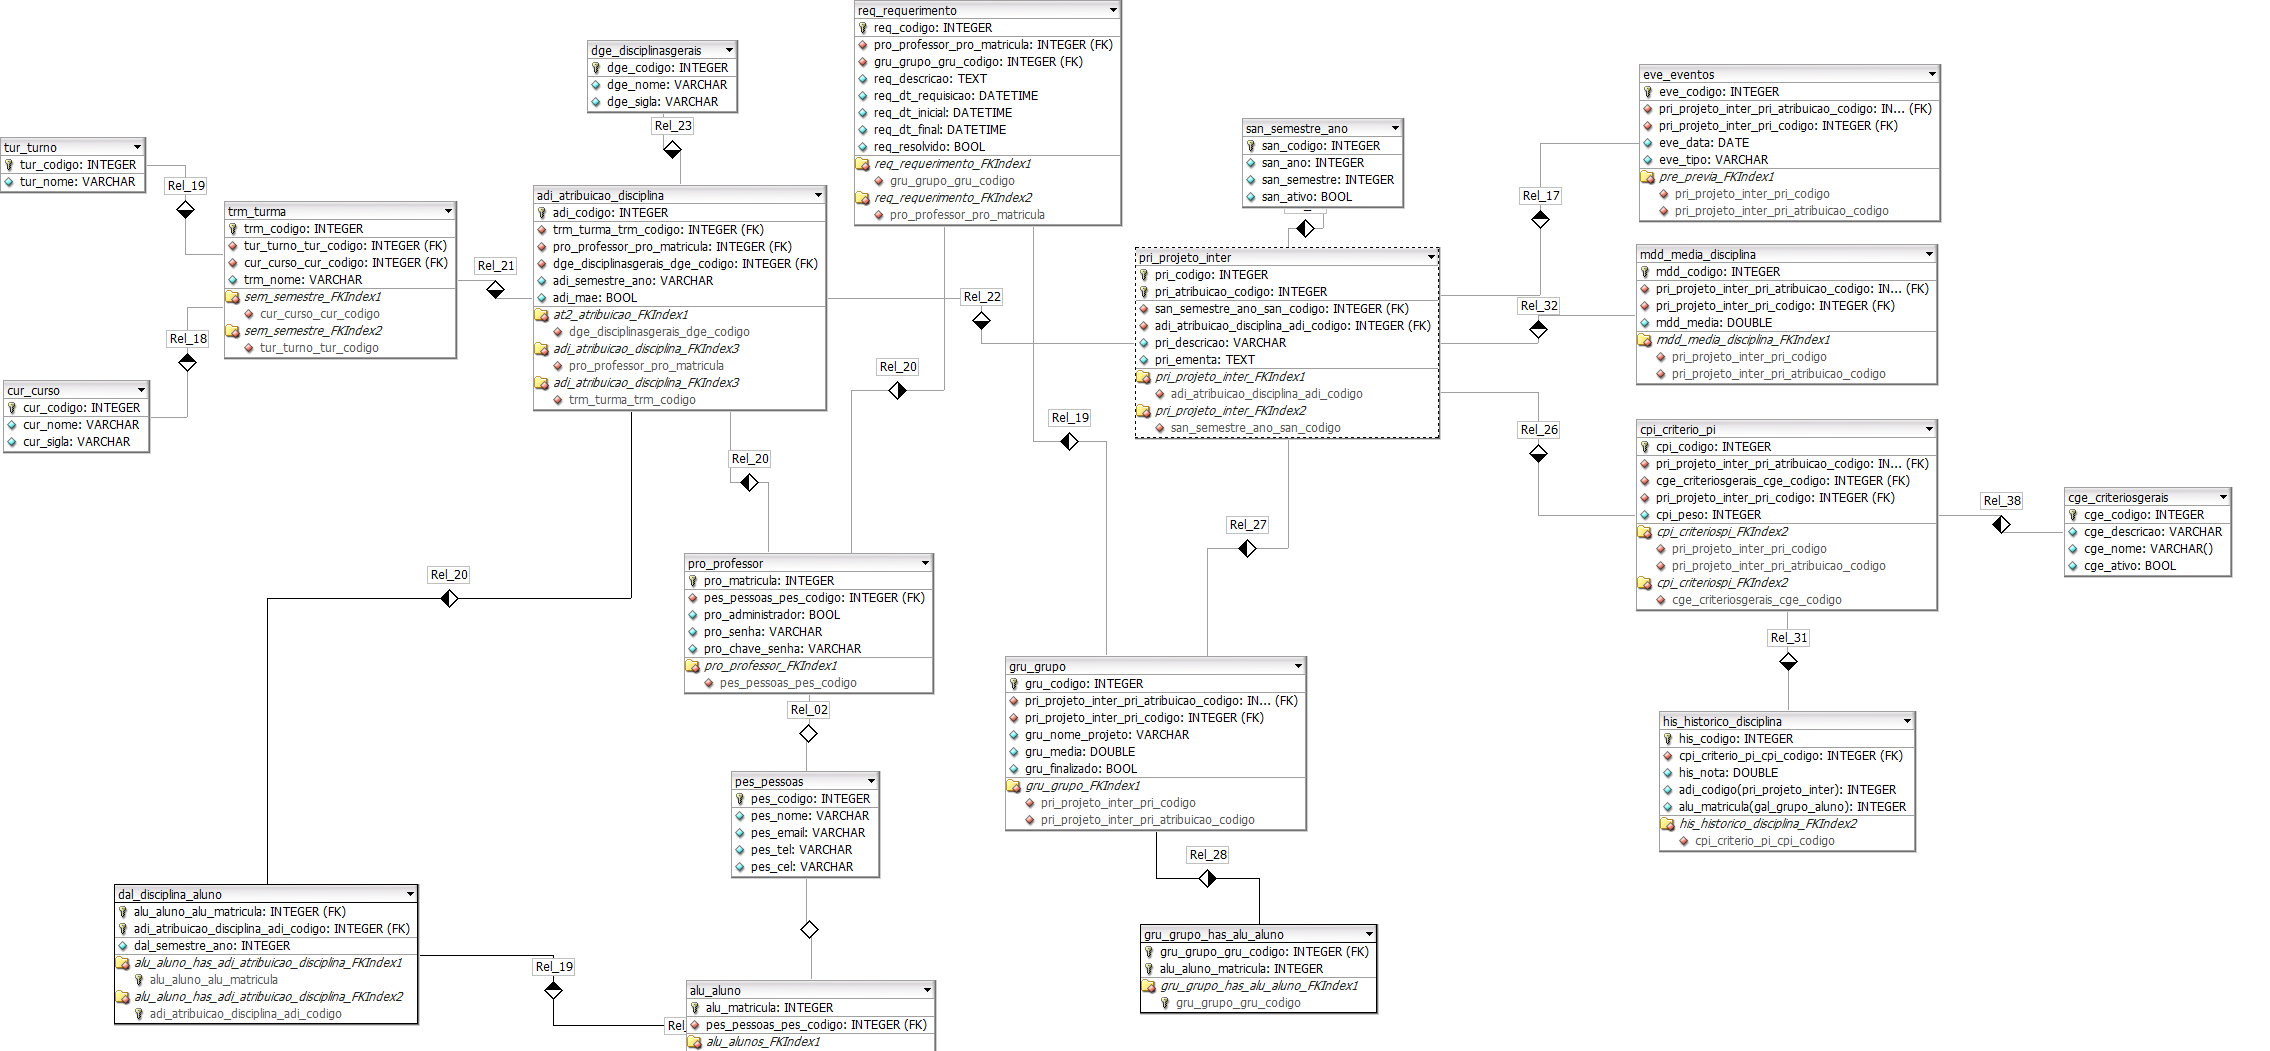 req_requerimento
req_codigo: INTEGER
pro_professor_pro_matricula: INTEGER (FK)
gru_grupo_gru_codigo: INTEGER (FK)
req_descricao: TEXT
req_dt_requisicao: DATETIME
req_dt_inicial: DATETIME
req_dt_final: DATETIME
req_resolvido: BOOL
req_requerimento_FKIndex1
gru_grupo_gru_codigo
req_requerimento_FKIndex2
pro_professor_pro_matricula
dge_disciplinasgerais
dge_codigo: INTEGER
dge_nome: VARCHAR
dge_sigla: VARCHAR
Rel_23
eve_eventos
eve_codigo: INTEGER
pri_projeto_inter_pri_atribuicao_codigo: IN... (FK)
pri_projeto_inter_pri_codigo: INTEGER (FK)
eve_data: DATE
eve_tipo: VARCHAR
pre_previa_FKIndex1
pri_projeto_inter_pri_codigo
pri_projeto_inter_pri_atribuicao_codigo
san_semestre_ano
san_codigo: INTEGER
san_ano: INTEGER
san_semestre: INTEGER
san_ativo: BOOL
tur_turno
tur_codigo: INTEGER
tur_nome: VARCHAR
Rel_19
Rel_17
adi_atribuicao_disciplina
adi_codigo: INTEGER
trm_turma_trm_codigo: INTEGER (FK)
pro_professor_pro_matricula: INTEGER (FK)
dge_disciplinasgerais_dge_codigo: INTEGER (FK)
adi_semestre_ano: VARCHAR
adi_mae: BOOL
at2_atribuicao_FKIndex1
dge_disciplinasgerais_dge_codigo
adi_atribuicao_disciplina_FKIndex3
pro_professor_pro_matricula
adi_atribuicao_disciplina_FKIndex3
trm_turma_trm_codigo
trm_turma
trm_codigo: INTEGER
tur_turno_tur_codigo: INTEGER (FK)
cur_curso_cur_codigo: INTEGER (FK)
trm_nome: VARCHAR
sem_semestre_FKIndex1
cur_curso_cur_codigo
sem_semestre_FKIndex2
tur_turno_tur_codigo
Rel_21
Rel_22
pri_projeto_inter
pri_codigo: INTEGER
pri_atribuicao_codigo: INTEGER
san_semestre_ano_san_codigo: INTEGER (FK)
adi_atribuicao_disciplina_adi_codigo: INTEGER (FK)
pri_descricao: VARCHAR
pri_ementa: TEXT
pri_projeto_inter_FKIndex1
adi_atribuicao_disciplina_adi_codigo
pri_projeto_inter_FKIndex2
san_semestre_ano_san_codigo
mdd_media_disciplina
mdd_codigo: INTEGER
pri_projeto_inter_pri_atribuicao_codigo: IN... (FK)
pri_projeto_inter_pri_codigo: INTEGER (FK)
mdd_media: DOUBLE
mdd_media_disciplina_FKIndex1
pri_projeto_inter_pri_codigo
pri_projeto_inter_pri_atribuicao_codigo
Rel_32
Rel_18
Rel_20
cur_curso
cur_codigo: INTEGER
cur_nome: VARCHAR
cur_sigla: VARCHAR
Rel_19
Rel_26
cpi_criterio_pi
cpi_codigo: INTEGER
pri_projeto_inter_pri_atribuicao_codigo: IN... (FK)
cge_criteriosgerais_cge_codigo: INTEGER (FK)
pri_projeto_inter_pri_codigo: INTEGER (FK)
cpi_peso: INTEGER
cpi_criteriospi_FKIndex2
pri_projeto_inter_pri_codigo
pri_projeto_inter_pri_atribuicao_codigo
cpi_criteriospi_FKIndex2
cge_criteriosgerais_cge_codigo
Rel_20
Rel_38
cge_criteriosgerais
cge_codigo: INTEGER
cge_descricao: VARCHAR
cge_nome: VARCHAR()
cge_ativo: BOOL
Rel_27
Rel_20
pro_professor
pro_matricula: INTEGER
pes_pessoas_pes_codigo: INTEGER (FK)
pro_administrador: BOOL
pro_senha: VARCHAR
pro_chave_senha: VARCHAR
pro_professor_FKIndex1
pes_pessoas_pes_codigo
Rel_02
Rel_31
gru_grupo
gru_codigo: INTEGER
pri_projeto_inter_pri_atribuicao_codigo: IN... (FK)
pri_projeto_inter_pri_codigo: INTEGER (FK)
gru_nome_projeto: VARCHAR
gru_media: DOUBLE
gru_finalizado: BOOL
gru_grupo_FKIndex1
pri_projeto_inter_pri_codigo
pri_projeto_inter_pri_atribuicao_codigo
his_historico_disciplina
his_codigo: INTEGER
cpi_criterio_pi_cpi_codigo: INTEGER (FK)
his_nota: DOUBLE
adi_codigo(pri_projeto_inter): INTEGER
alu_matricula(gal_grupo_aluno): INTEGER
his_historico_disciplina_FKIndex2
cpi_criterio_pi_cpi_codigo
pes_pessoas
pes_codigo: INTEGER
pes_nome: VARCHAR
pes_email: VARCHAR
pes_tel: VARCHAR
pes_cel: VARCHAR
Rel_28
dal_disciplina_aluno
alu_aluno_alu_matricula: INTEGER (FK)
adi_atribuicao_disciplina_adi_codigo: INTEGER (FK)
dal_semestre_ano: INTEGER
alu_aluno_has_adi_atribuicao_disciplina_FKIndex1
alu_aluno_alu_matricula
alu_aluno_has_adi_atribuicao_disciplina_FKIndex2
adi_atribuicao_disciplina_adi_codigo
Rel_19
gru_grupo_has_alu_aluno
gru_grupo_gru_codigo: INTEGER (FK)
alu_aluno_matricula: INTEGER
gru_grupo_has_alu_aluno_FKIndex1
gru_grupo_gru_codigo
Rel_
alu_aluno
alu_matricula: INTEGER
pes_pessoas_pes_codigo: INTEGER (FK)
alu_alunos_FKIndex1